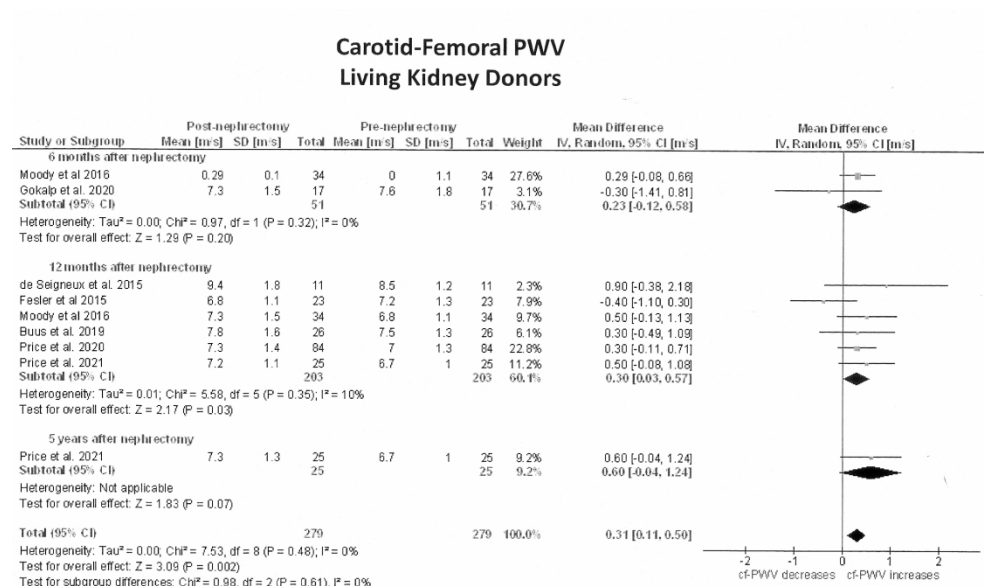 Carotid-Femoral PWV
Living Kidney Donors
Post-nephrectomy Pre-nephrectomy Mean Difference Mean Difference
Study or Subgroup Mean [m/s] SD [m/s] Total Mean [m/s] SD [m/s] Total Weight IV, Random, 95% CI [m/s] IV, Random, 95% CI [m/s]
6 months after nephrectomy
Moody 2016 0.29 0.1 34 0 1.1 34 27.6% 0.29 [-0.08, 0.66]
Gokalp et al. 2020 7.3 1.5 17 7.6 1.8 17 3.1% -0.30 [-1.41, 0.81]
Subtotal (95% CI) 51 51 30.7% 0.23 [-0.12, 0.58]
Heterogeneity: Tau² = 0.00; Chi² = 0.97, df = 1 (P = 0.32); I² = 0%
Test for overall effect: Z = 1.29 (P = 0.20)
12 months after nephrectomy
de Seigneux et al. 2015 9.4 1.8 11 8.5 1.2 11 2.3% 0.90 [-0.38, 2.18]
Fesler et al 2015 6.8 1.1 23 7.2 1.3 23 7.9% -0.40 [-1.10, 0.30]
Moody et al 2016 7.3 1.5 34 6.8 1.1 34 9.7% 0.50 [-0.13, 1.13]
Buus et al. 2019 7.8 1.6 26 7.5 1.3 26 6.1% 0.30 [-0.49, 1.09]
Price et al. 2020 7.3 1.4 84 7 1.3 84 22.8% 0.30 [-0.11, 0.71]
Price et al. 2021 7.2 1.1 25 6.7 1 25 11.2% 0.50 [-0.08, 1.08]
Subtotal (95% CI) 203 203 60.1% 0.30 [0.03, 0.57]
Heterogeneity: Tau² = 0.01; Chi² = 5.58, df = 5 (P = 0.35); I² = 10%
Test for overall effect: Z = 2.17 (P = 0.03)
5 years after nephrectomy
Price et al. 2021 7.3 1.3 25 6.7 1 25 9.2% 0.60 [-0.04, 1.24]
Subtotal (95% CI) 25 25 9.2% 0.60 [-0.04, 1.24]
Heterogeneity: Not applicable
Test for overall effect: Z = 1.83 (P = 0.07)
Total (95% CI) 279 279 100.0% 0.31 [0.11, 0.50]
Heterogeneity: Tau² = 0.00; Chi² = 7.53, df = 8 (P = 0.48); I² = 0%
Test for overall effect: Z = 3.09 (P = 0.002)
Test for subgroup differences: Chi² = 0.98, df = 2 (P = 0.61), I² = 0%
-2 -1 0 1 2
cf-PWV decreases cf-PWV increases